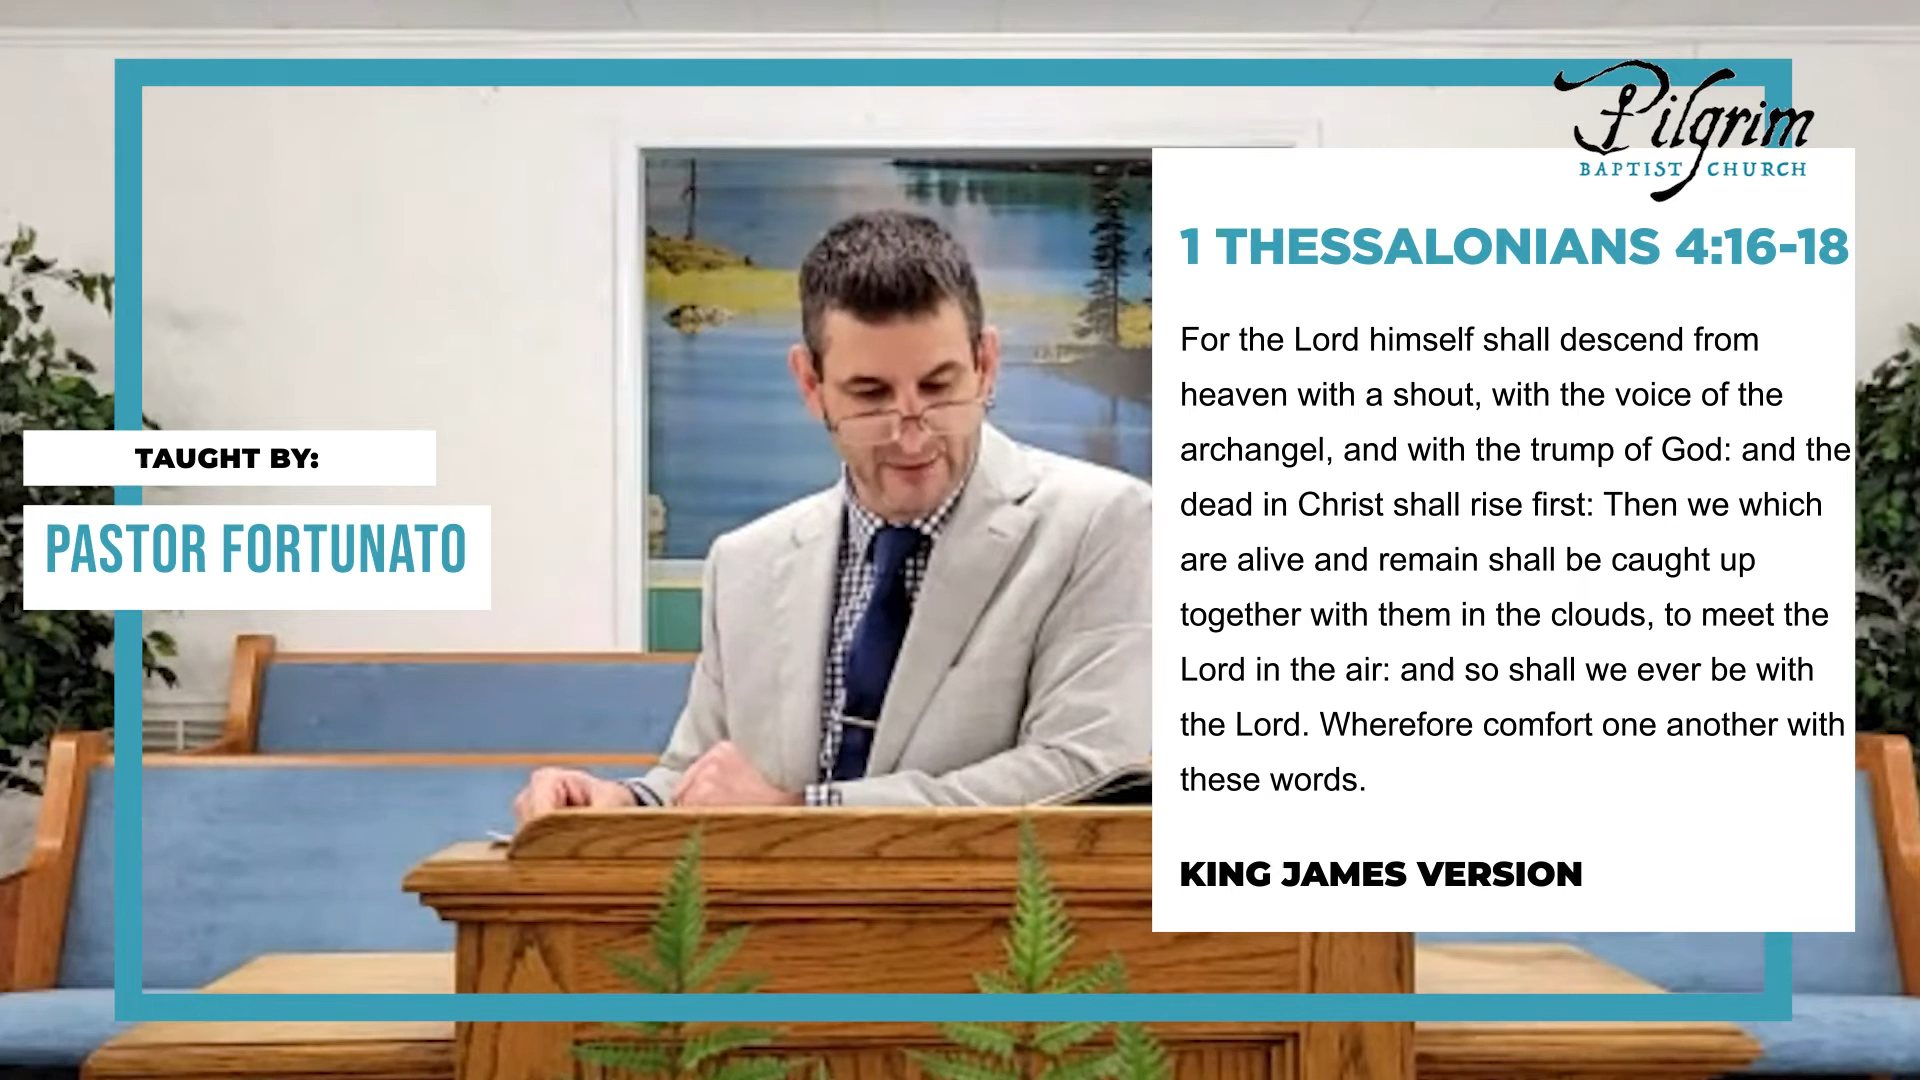 Pilgrim
BAPTIST CHURCH
1 THESSALONIANS 4:16-18
For the Lord himself shall descend from
heaven with a shout, with the voice of the
archangel, and with the trump of God: and the
dead in Christ shall rise first: Then we which
are alive and remain shall be caught up
together with them in the clouds, to meet the
Lord in the air: and so shall we ever be with
the Lord. Wherefore comfort one another with
these words.
KING JAMES VERSION
TAUGHT BY:
PASTOR FORTUNATO